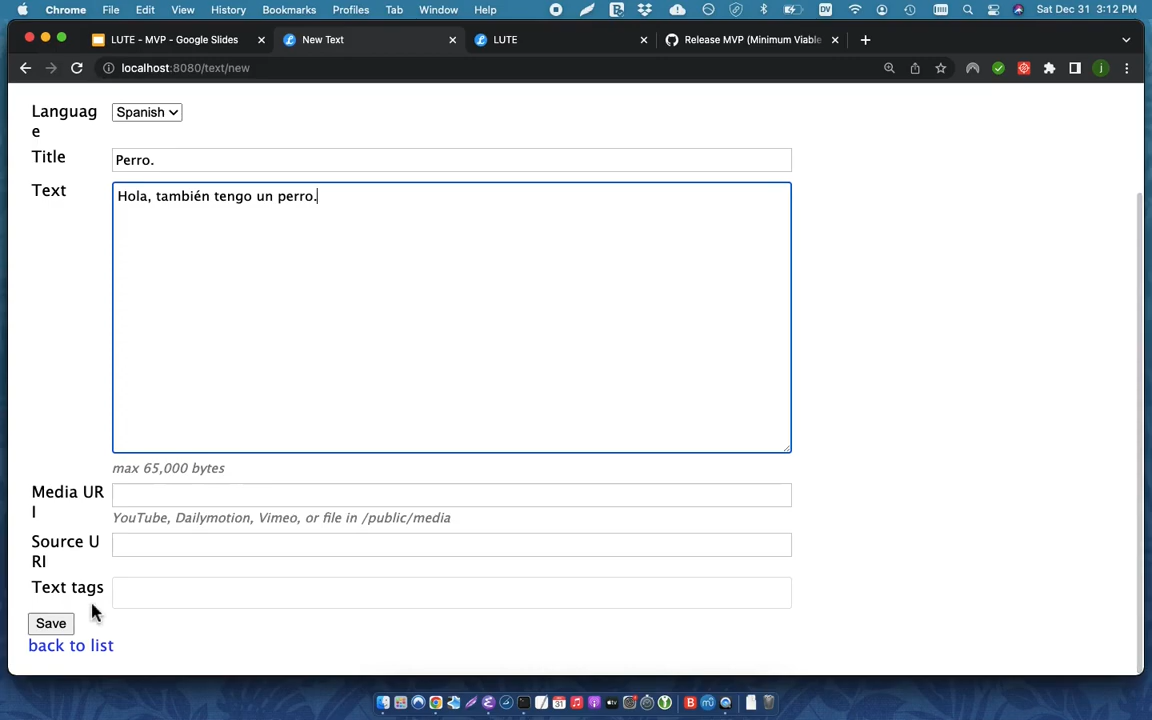 Chrome File Edit View History Bookmarks Profiles Tab Window Help DV Sat Dec 31 3:12 PM
LUTE - MVP - Google Slides New Text LUTE Release MVP (Minimum Viable
localhost:8080/text/new
Languag
e
Spanish
Title
Perro.
Text
Hola, también tengo un perro.
max 65,000 bytes
Media UR
I
YouTube, Dailymotion, Vimeo, or file in /public/media
Source U
RI
Text tags
Save
back to list